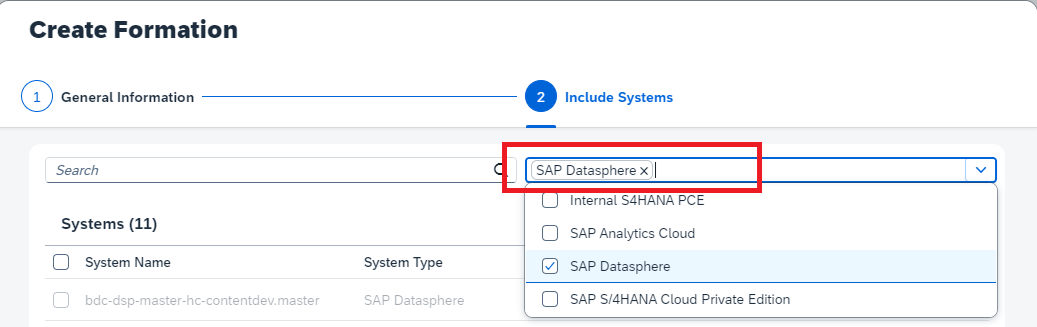 Create Formation
1 General Information 2 Include Systems
Search SAP Datasphere
Internal S4HANA PCE
Systems (11)
SAP Analytics Cloud
System Name System Type
SAP Datasphere
bdc-dsp-master-hc-contentdev.master SAP Datasphere
SAP S/4HANA Cloud Private Edition